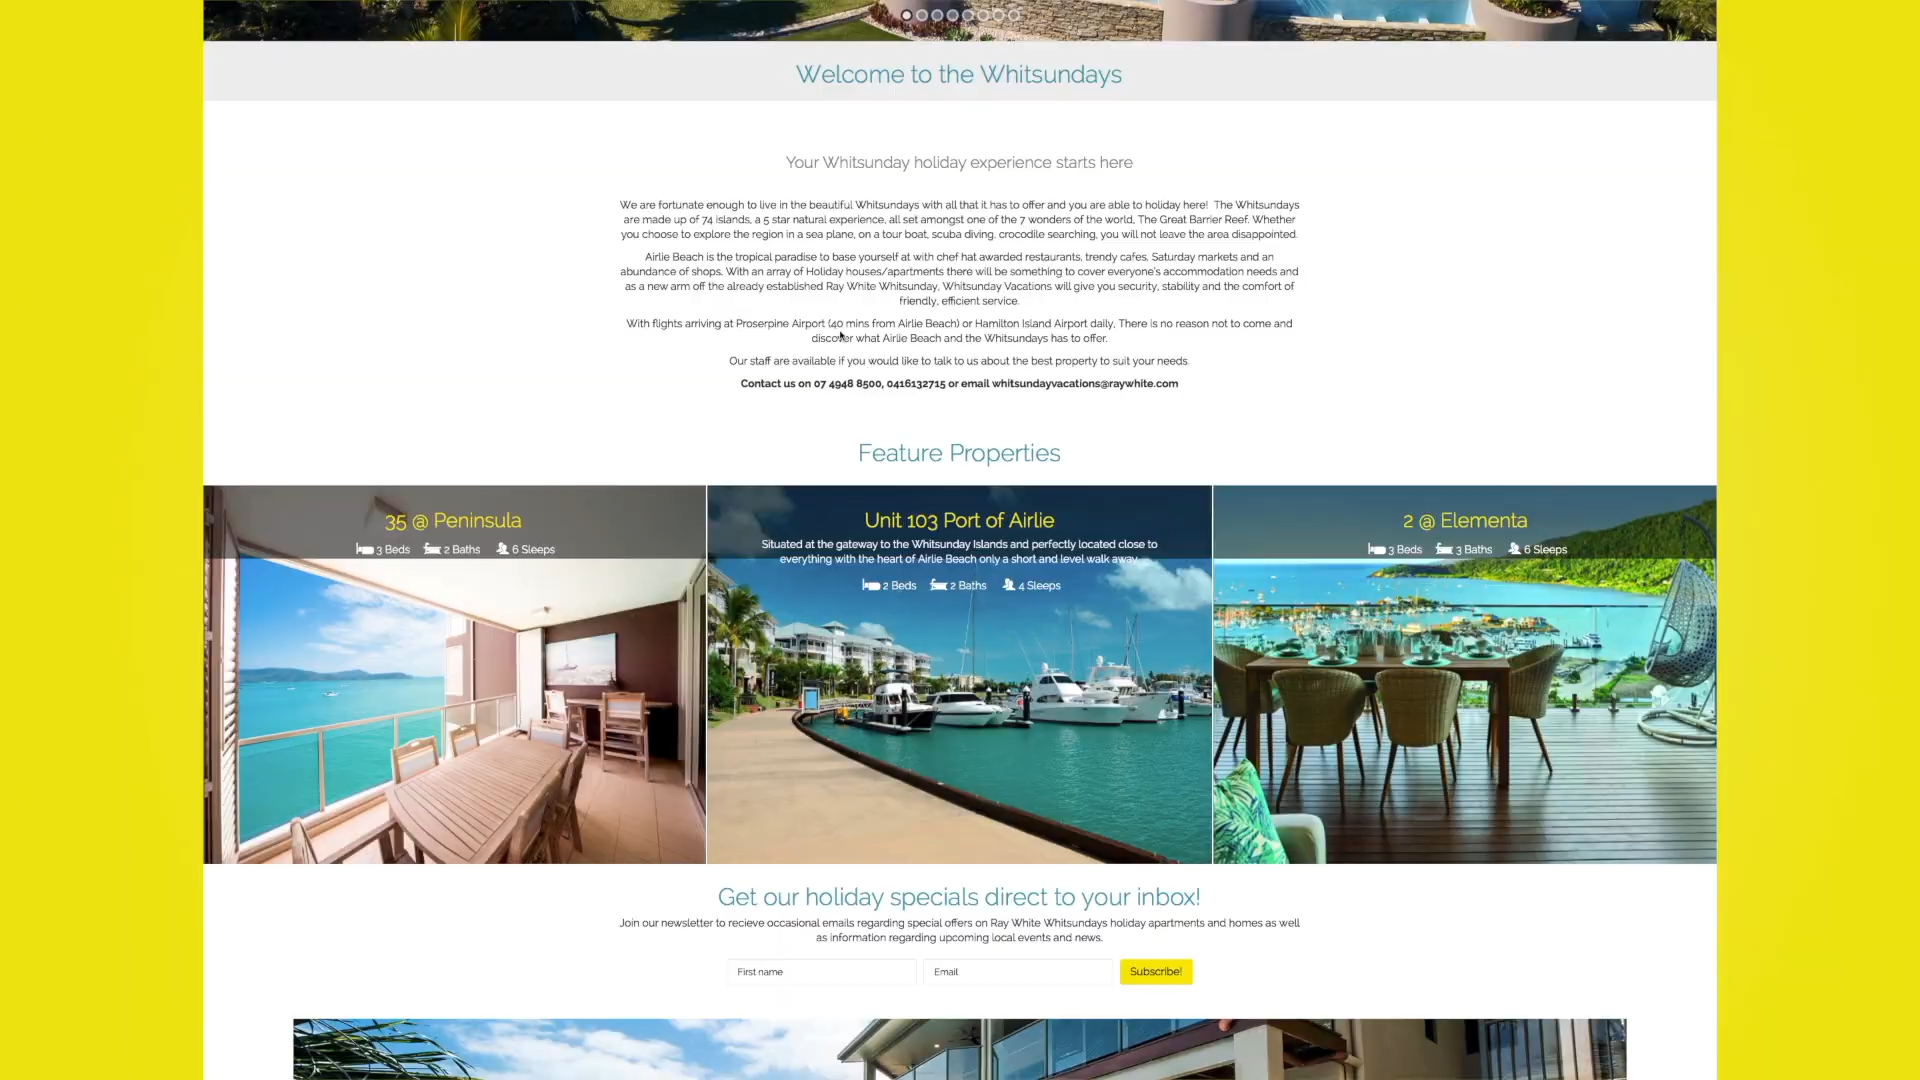 Welcome to the Whitsundays
Your Whitsunday holiday experience starts here
We are fortunate enough to live in the beautiful Whitsundays with all that it has to offer and you are able to holiday here! The Whitsundays
are made up of 74 islands, a 5 star natural experience, all set amongst one of the 7 wonders of the world, The Great Barrier Reef. Whether
you choose to explore the region in a sea plane, on a tour boat, scuba diving, crocodile searching, you will not leave the area disappointed.
Airlie Beach is the tropical paradise to base yourself at with chef hat awarded restaurants, trendy cafes, Saturday markets and an
abundance of shops. With an array of Holiday houses/apartments there will be something to cover everyone's accommodation needs and
as a new arm off the already established Ray White Whitsunday, Whitsunday Vacations will give you security, stability and the comfort of
friendly, efficient service.
With flights arriving at Proserpine Airport (40 mins from Airlie Beach) or Hamilton Island Airport daily, There is no reason not to come and
discover what Airlie Beach and the Whitsundays has to offer.
Our staff are available if you would like to talk to us about the best property to suit your needs.
Contact us on 07 4948 8500, 0416132715 or email whitsundayvacations@raywhite.com
Feature Properties
35 @ Peninsula
3 Beds 2 Baths 6 Sleeps
Unit 103 Port of Airlie
Situated at the gateway to the Whitsunday Islands and perfectly located close to
everything with the heart of Airlie Beach only a short and level walk away.
2 Beds 2 Baths 4 Sleeps
2 @ Elementa
3 Beds 3 Baths 6 Sleeps
Get our holiday specials direct to your inbox!
Join our newsletter to recieve occasional emails regarding special offers on Ray White Whitsundays holiday apartments and homes as well
as information regarding upcoming local events and news.
First name Email Subscribe!